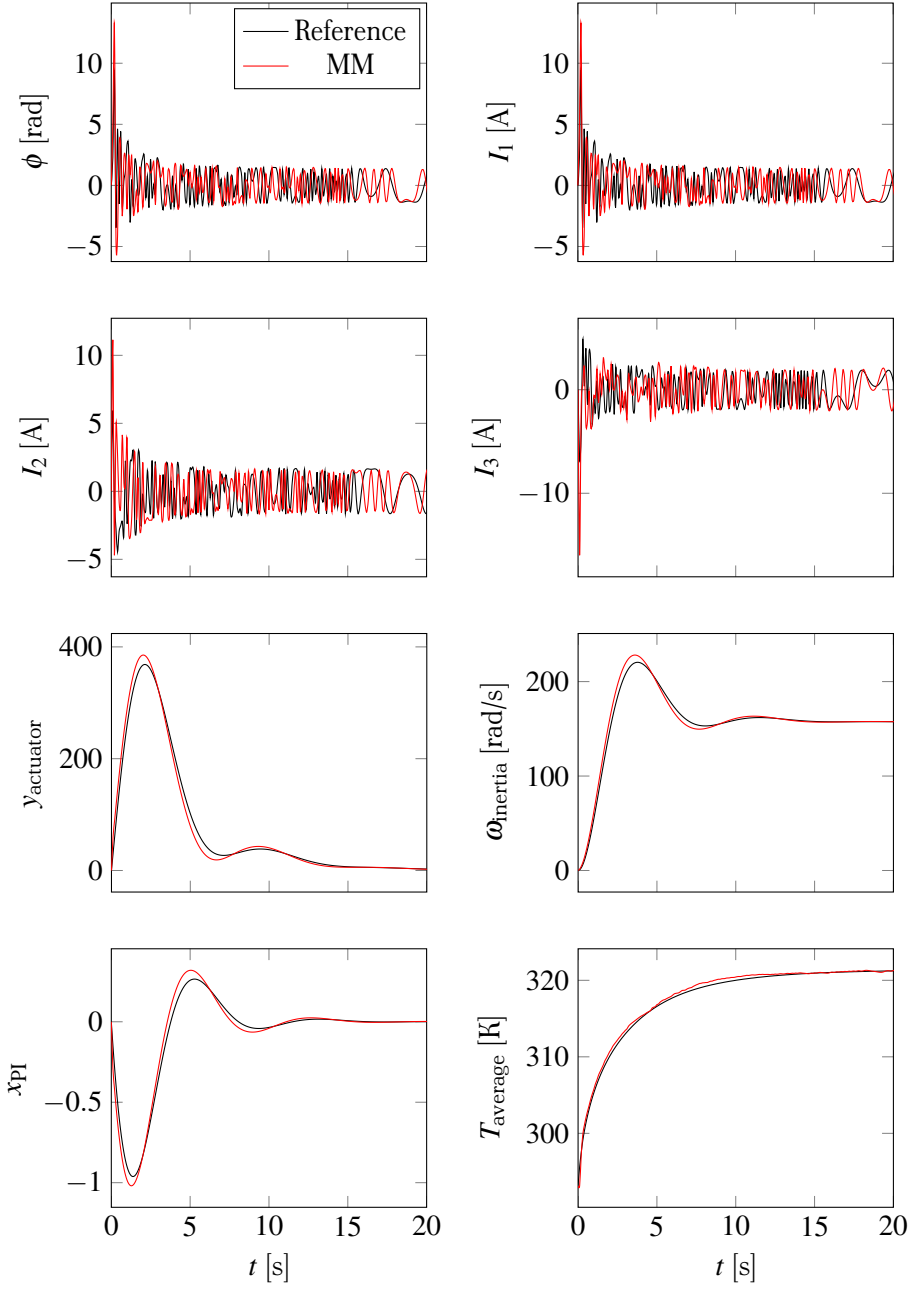 Reference
MM
10
5
0
−5
ϕ [rad]
10
5
0
−5
I1 [A]
10
5
0
−5
I2 [A]
0
−10
I3 [A]
400
200
0
yactuator
200
100
0
ωinertia [rad/s]
0
−0.5
−1
xPI
0 5 10 15 20
t [s]
320
310
300
Taverage [K]
0 5 10 15 20
t [s]